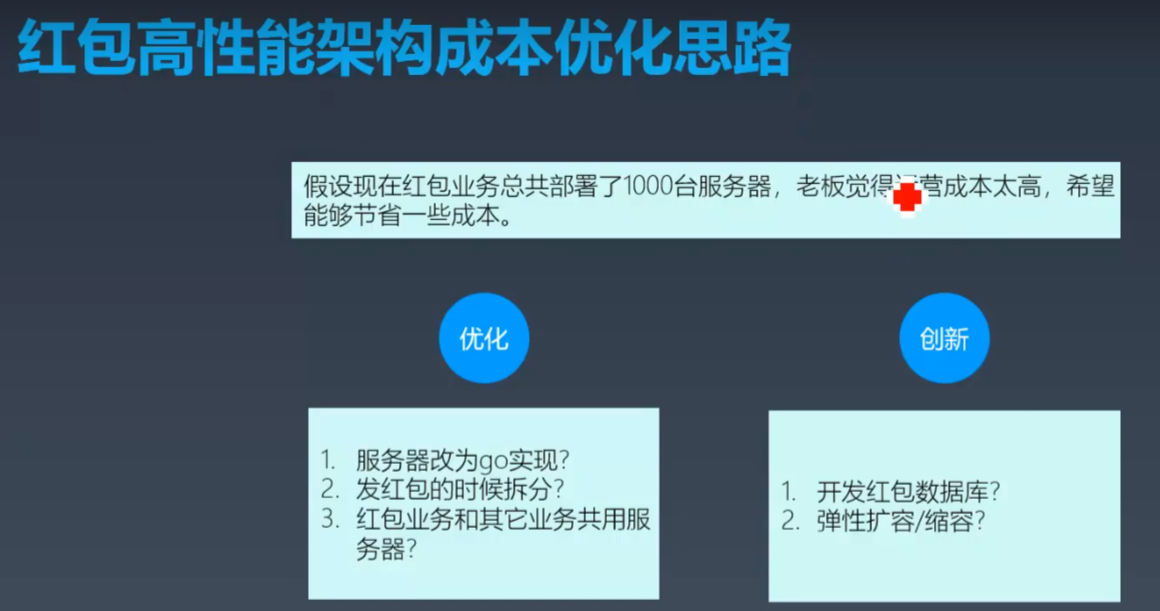 红包高性能架构成本优化思路
假设现在红包业务总共部署了1000台服务器，老板觉得营成本太高，希望
能够节省一些成本。
优化
创新
1. 服务器改为go实现?
2. 发红包的时候拆分?
3. 红包业务和其它业务共用服
务器?
1. 开发红包数据库?
2. 弹性扩容/缩容?